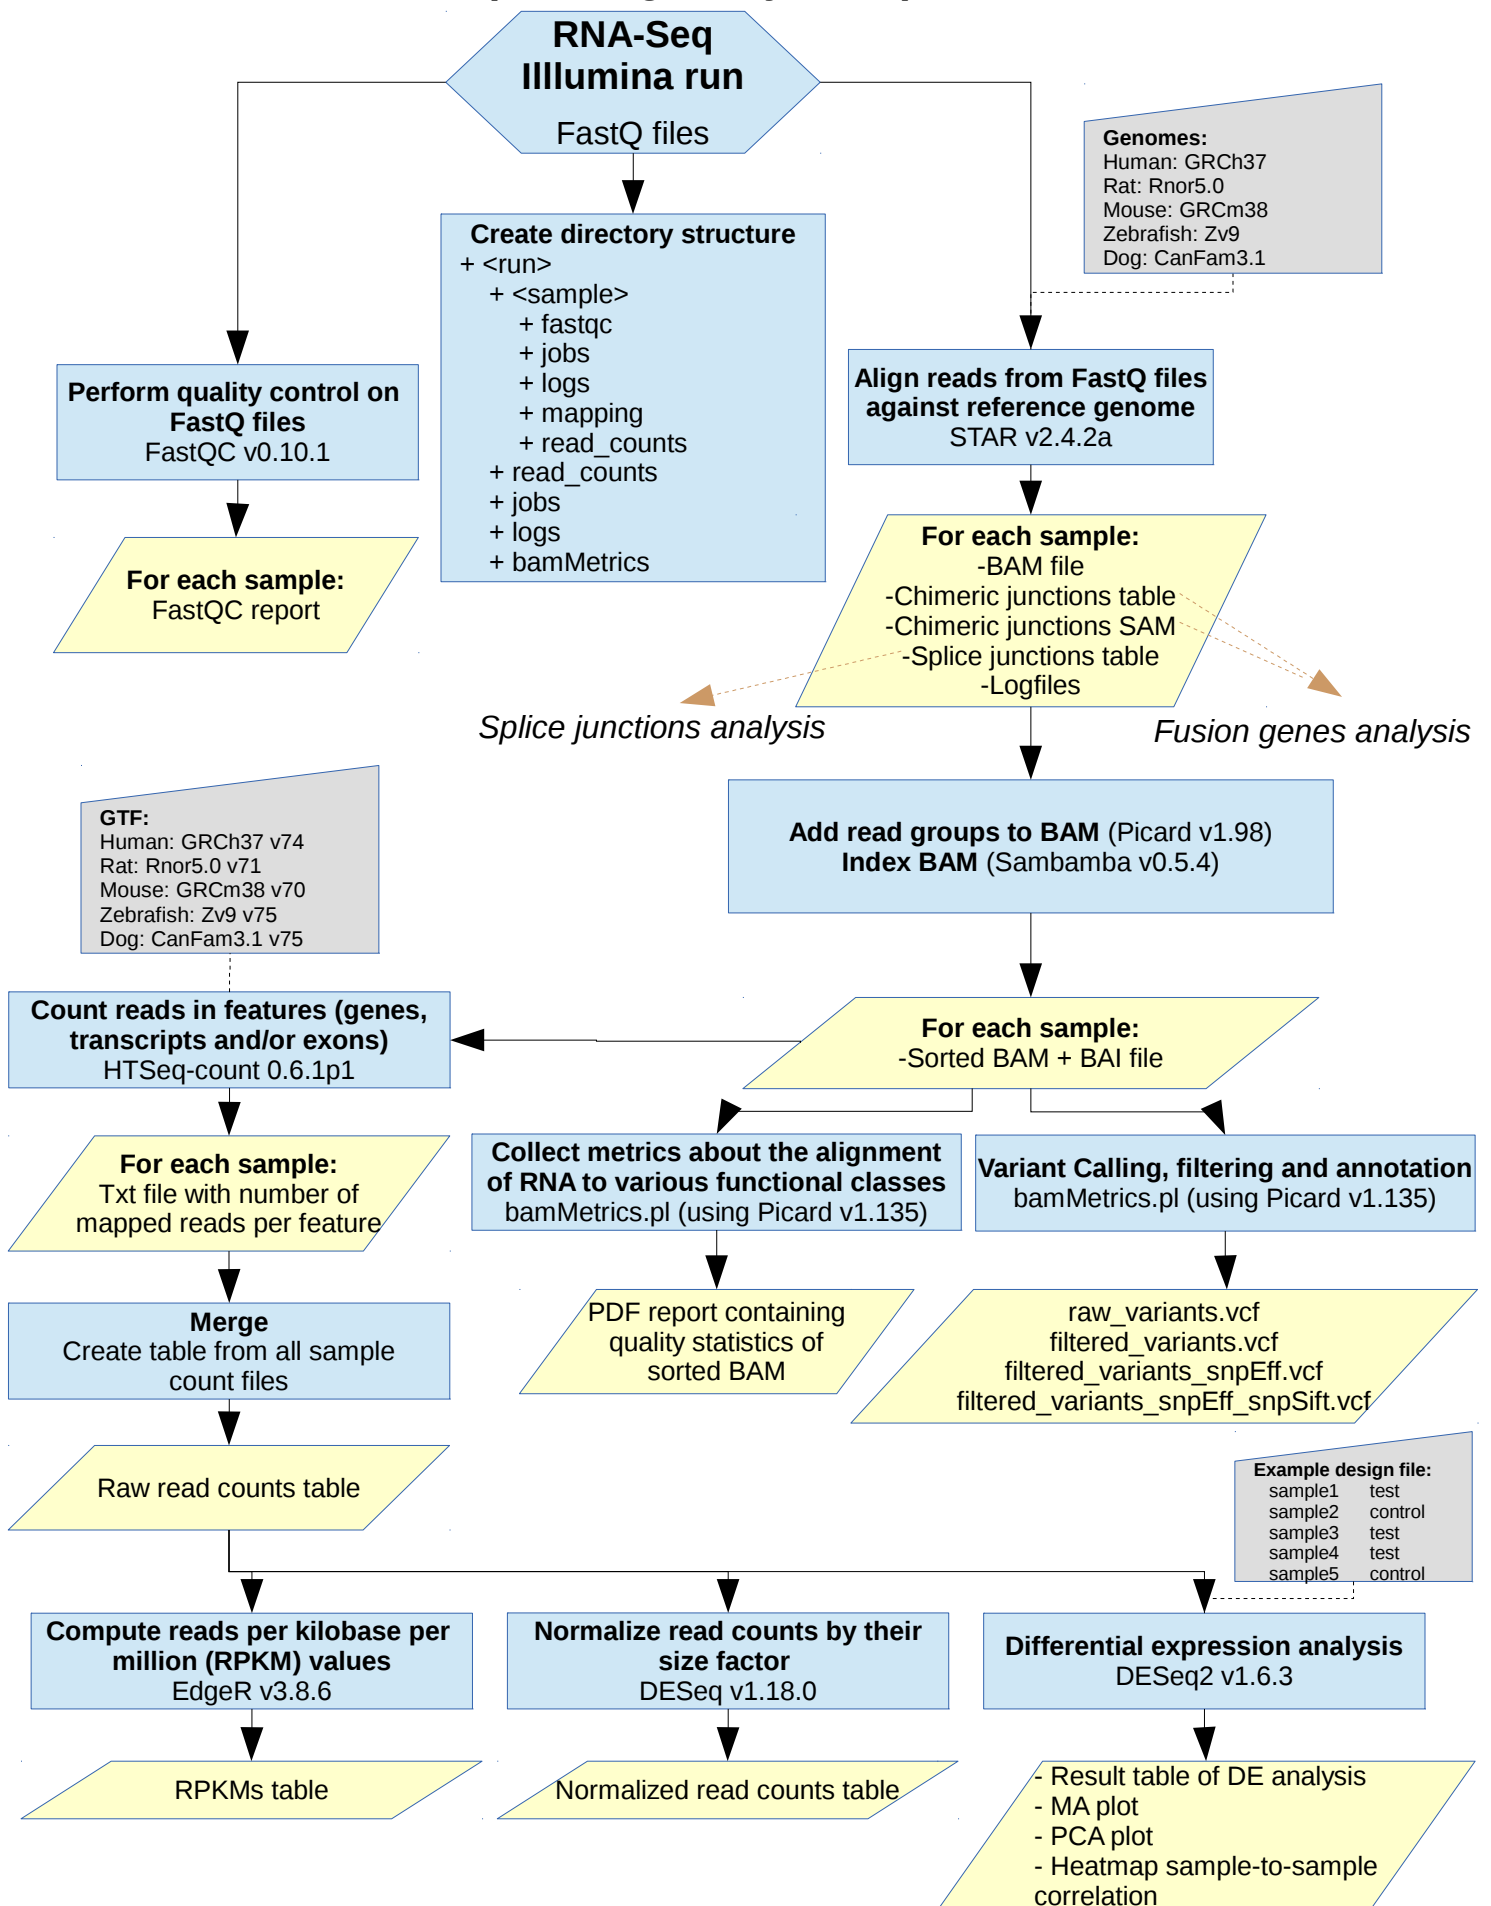 RNA-Seq
Illlumina run
FastQ files
Genomes:
Human: GRCh37
Rat: Rnor5.0
Mouse: GRCm38
Zebrafish: Zv9
Dog: CanFam3.1
Create directory structure
+ <run>
+ <sample>
+ fastqc
+ jobs
+ logs
+ mapping
+ read_counts
+ read_counts
+ jobs
+ logs
+ bamMetrics
Perform quality control on
FastQ files
FastQC v0.10.1
Align reads from FastQ files
against reference genome
STAR v2.4.2a
For each sample:
FastQC report
For each sample:
-BAM file
-Chimeric junctions table
-Chimeric junctions SAM
-Splice junctions table
-Logfiles
Splice junctions analysis
Fusion genes analysis
GTF:
Human: GRCh37 v74
Rat: Rnor5.0 v71
Mouse: GRCm38 v70
Zebrafish: Zv9 v75
Dog: CanFam3.1 v75
Add read groups to BAM (Picard v1.98)
Index BAM (Sambamba v0.5.4)
Count reads in features (genes,
transcripts and/or exons)
HTSeq-count 0.6.1p1
For each sample:
-Sorted BAM + BAI file
For each sample:
Txt file with number of
mapped reads per feature
Collect metrics about the alignment
of RNA to various functional classes
bamMetrics.pl (using Picard v1.135)
Variant Calling, filtering and annotation
bamMetrics.pl (using Picard v1.135)
Merge
Create table from all sample
count files
PDF report containing
quality statistics of
sorted BAM
raw_variants.vcf
filtered_variants.vcf
filtered_variants_snpEff.vcf
filtered_variants_snpEff_snpSift.vcf
Raw read counts table
Example design file:
sample1 test
sample2 control
sample3 test
sample4 test
sample5 control
Compute reads per kilobase per
million (RPKM) values
EdgeR v3.8.6
Normalize read counts by their
size factor
DESeq v1.18.0
Differential expression analysis
DESeq2 v1.6.3
RPKMs table
Normalized read counts table
- Result table of DE analysis
- MA plot
- PCA plot
- Heatmap sample-to-sample
correlation